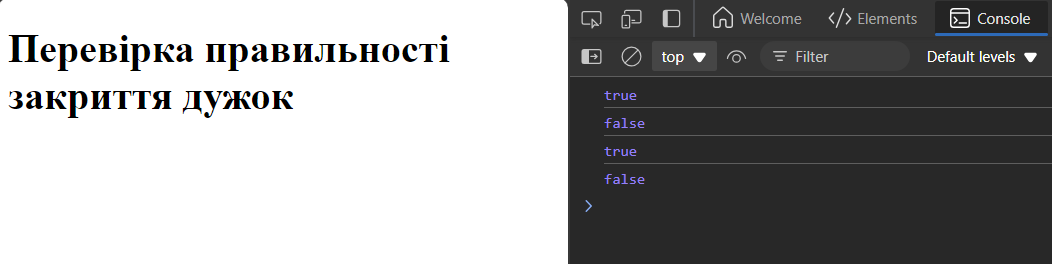 Перевірка правильності
закриття дужок
Welcome
Elements
Console
top
Filter
Default levels
true
false
true
false